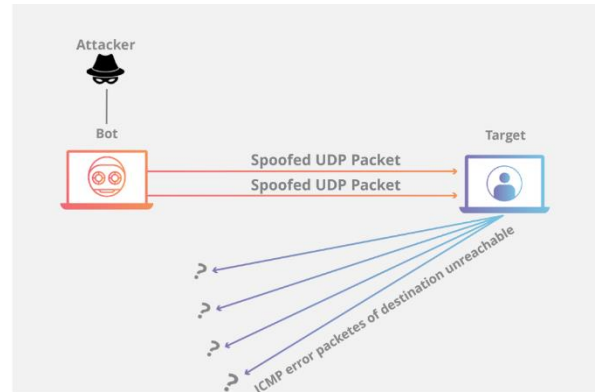 Attacker
Bot
Target
Spoofed UDP Packet
Spoofed UDP Packet
?
?
?
?
ICMP error packetes of destination unreachable